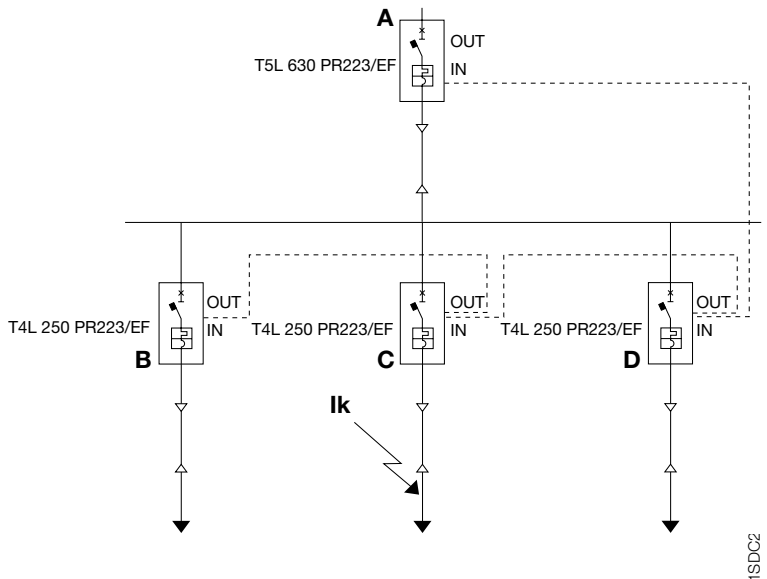 A
OUT
T5L 630 PR223/EF
IN
OUT
OUT
OUT
T4L 250 PR223/EF
IN
T4L 250 PR223/EF
IN
T4L 250 PR223/EF
IN
B
C
D
Ik
1SDC2